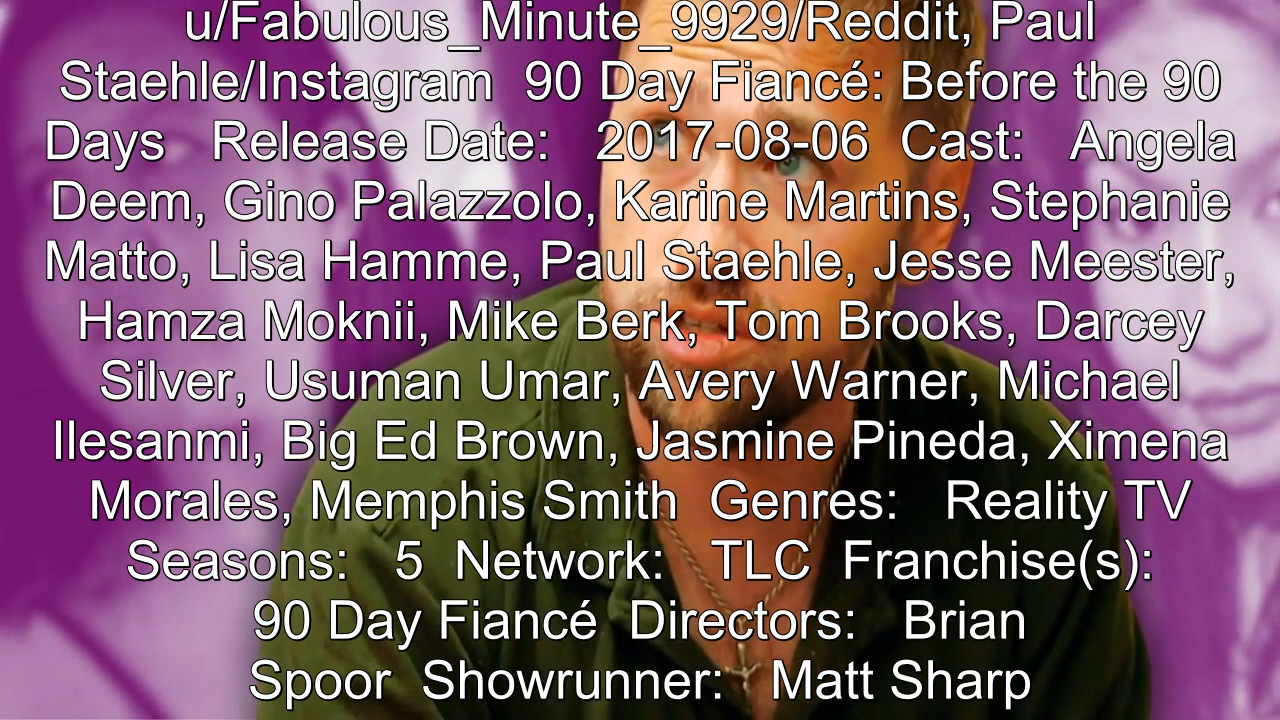 u/Fabulous_Minute_9929/Reddit, Paul
Staehle/Instagram  90 Day Fiancé: Before the 90
Days   Release Date:   2017-08-06  Cast:   Angela
Deem, Gino Palazzolo, Karine Martins, Stephanie
Matto, Lisa Hamme, Paul Staehle, Jesse Meester,
Hamza Moknii, Mike Berk, Tom Brooks, Darcey
Silver, Usuman Umar, Avery Warner, Michael
Ilesanmi, Big Ed Brown, Jasmine Pineda, Ximena
Morales, Memphis Smith  Genres:   Reality TV
Seasons:   5  Network:   TLC  Franchise(s):
90 Day Fiancé  Directors:   Brian
Spoor  Showrunner:   Matt Sharp